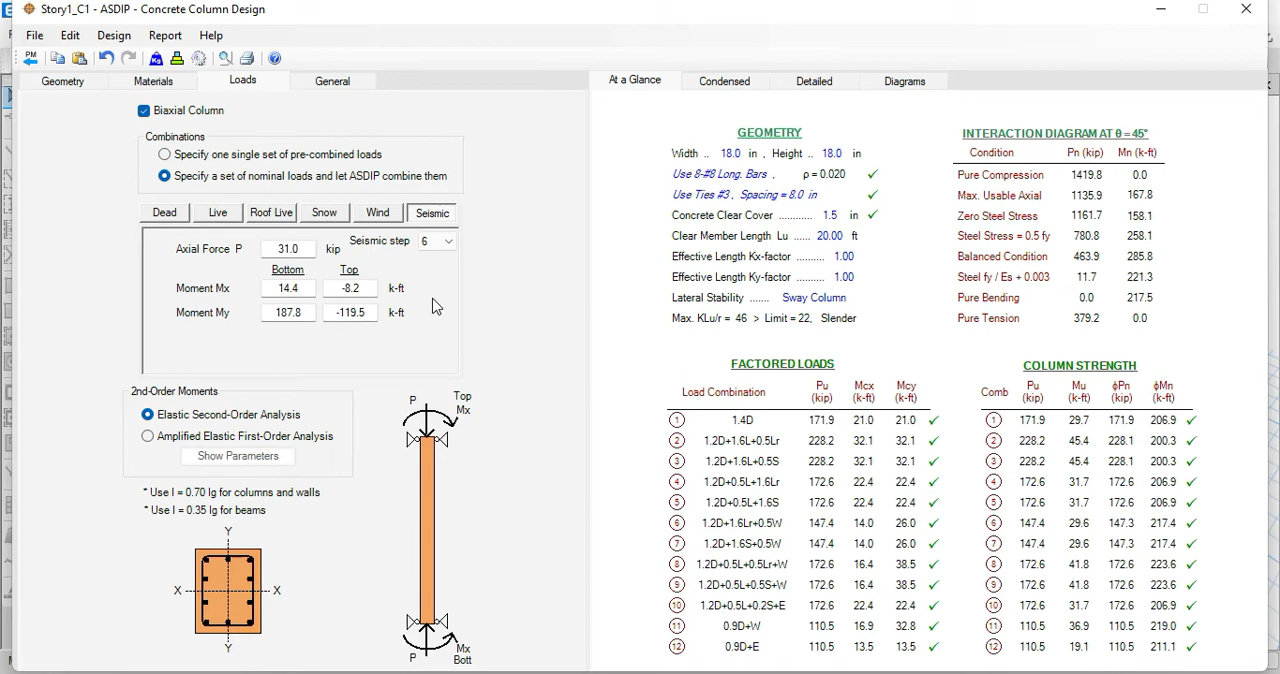 Story1_C1 - ASDIP - Concrete Column Design
File Edit Design Report Help
PM
Geometry Materials Loads General
At a Glance Condensed Detailed Diagrams
Biaxial Column
Combinations
Specify one single set of pre-combined loads
Specify a set of nominal loads and let ASDIP combine them
Dead Live Roof Live Snow Wind Seismic
Axial Force P 31.0 kip Seismic step 6
Bottom Top
Moment Mx 14.4 -8.2 k-ft
Moment My 187.8 -119.5 k-ft
2nd-Order Moments
Elastic Second-Order Analysis
Amplified Elastic First-Order Analysis
Show Parameters
* Use I = 0.70 Ig for columns and walls
* Use I = 0.35 Ig for beams
Y
X X
Y
P Top
Mx
P Mx
Bott
GEOMETRY
Width .. 18.0 in , Height .. 18.0 in
Use 8-#8 Long. Bars , ρ = 0.020 ✓
Use Ties #3 , Spacing = 8.0 in ✓
Concrete Clear Cover ........... 1.5 in ✓
Clear Member Length Lu ...... 20.00 ft
Effective Length Kx-factor .......... 1.00
Effective Length Ky-factor .......... 1.00
Lateral Stability ....... Sway Column
Max. KLu/r = 46 > Limit = 22, Slender
INTERACTION DIAGRAM AT θ = 45°
Condition Pn (kip) Mn (k-ft)
Pure Compression 1419.8 0.0
Max. Usable Axial 1135.9 167.8
Zero Steel Stress 1161.7 158.1
Steel Stress = 0.5 fy 780.8 258.1
Balanced Condition 463.9 285.8
Steel fy / Es + 0.003 11.7 221.3
Pure Bending 0.0 217.5
Pure Tension 379.2 0.0
FACTORED LOADS
Load Combination Pu (kip) Mcx (k-ft) Mcy (k-ft)
1 1.4D 171.9 21.0 21.0 ✓
2 1.2D+1.6L+0.5Lr 228.2 32.1 32.1 ✓
3 1.2D+1.6L+0.5S 228.2 32.1 32.1 ✓
4 1.2D+0.5L+1.6Lr 172.6 22.4 22.4 ✓
5 1.2D+0.5L+1.6S 172.6 22.4 22.4 ✓
6 1.2D+1.6Lr+0.5W 147.4 14.0 26.0 ✓
7 1.2D+1.6S+0.5W 147.4 14.0 26.0 ✓
8 1.2D+0.5L+0.5Lr+W 172.6 16.4 38.5 ✓
9 1.2D+0.5L+0.5S+W 172.6 16.4 38.5 ✓
10 1.2D+0.5L+0.2S+E 172.6 22.4 22.4 ✓
11 0.9D+W 110.5 16.9 32.8 ✓
12 0.9D+E 110.5 13.5 13.5 ✓
COLUMN STRENGTH
Comb Pu (kip) Mu (k-ft) ϕPn (kip) ϕMn (k-ft)
1 171.9 29.7 171.9 206.9 ✓
2 228.2 45.4 228.1 200.3 ✓
3 228.2 45.4 228.1 200.3 ✓
4 172.6 31.7 172.6 206.9 ✓
5 172.6 31.7 172.6 206.9 ✓
6 147.4 29.6 147.3 217.4 ✓
7 147.4 29.6 147.3 217.4 ✓
8 172.6 41.8 172.6 223.6 ✓
9 172.6 41.8 172.6 223.6 ✓
10 172.6 31.7 172.6 206.9 ✓
11 110.5 36.9 110.5 219.0 ✓
12 110.5 19.1 110.5 211.1 ✓